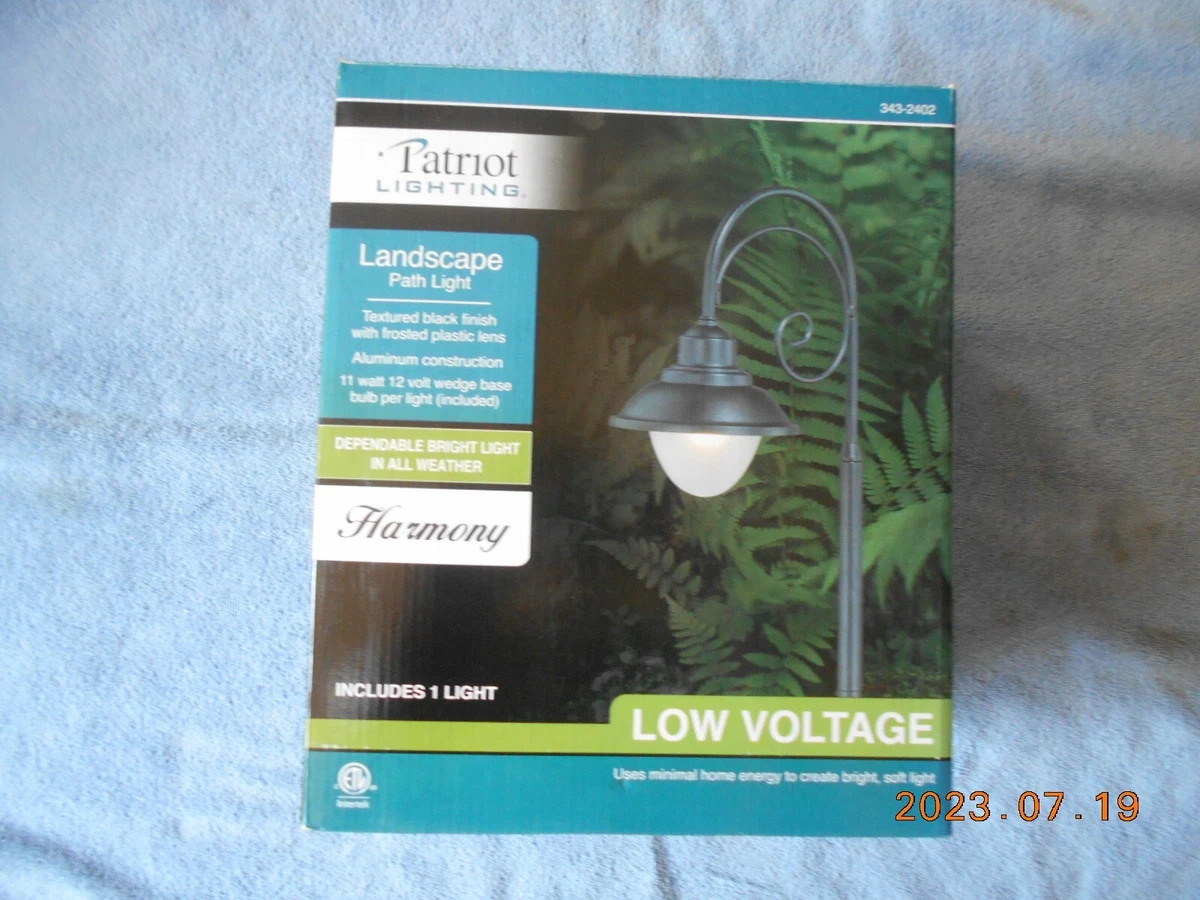 343-2402
Patriot
LIGHTING
Landscape
Path Light
Textured black finish
with frosted plastic lens
Aluminum construction
11 watt 12 volt wedge base
bulb per light (included)
DEPENDABLE BRIGHT LIGHT
IN ALL WEATHER
Harmony
INCLUDES 1 LIGHT
LOW VOLTAGE
Uses minimal home energy to create bright, soft light
ETL
Intertek
2023.07.19